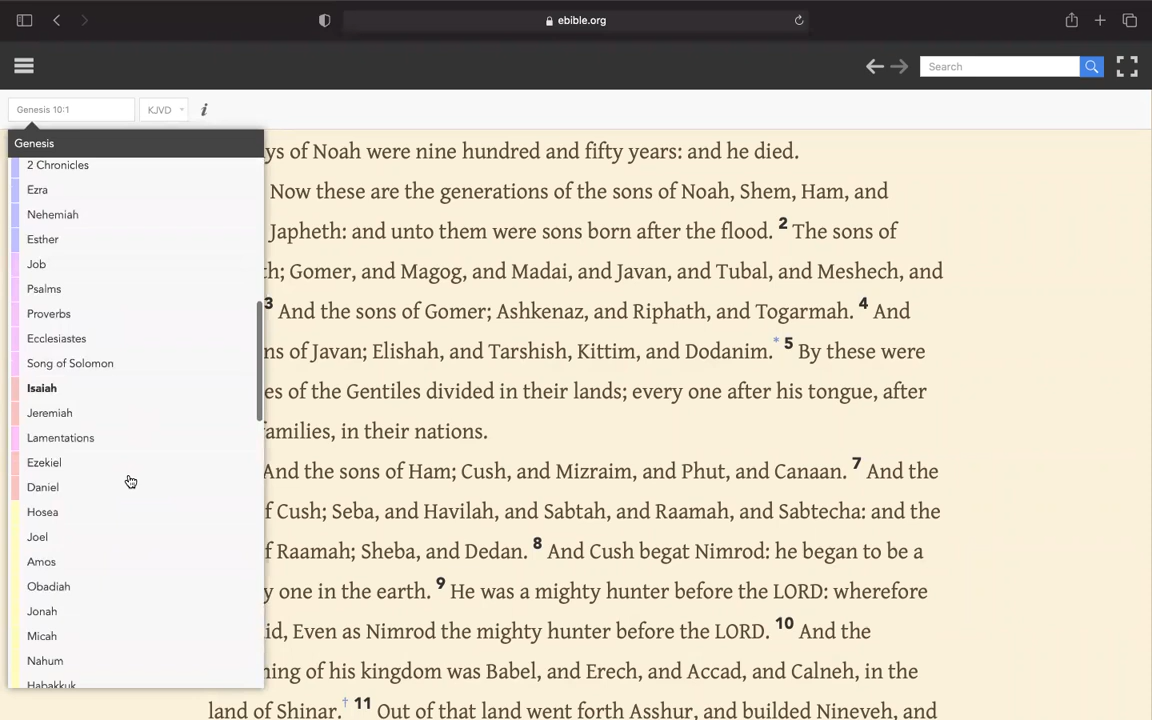 ebible.org
Search
Genesis 10:1
KJVD
i
Genesis
2 Chronicles
Ezra
Nehemiah
Esther
Job
Psalms
Proverbs
Ecclesiastes
Song of Solomon
Isaiah
Jeremiah
Lamentations
Ezekiel
Daniel
Hosea
Joel
Amos
Obadiah
Jonah
Micah
Nahum
Habakkuk
ys of Noah were nine hundred and fifty years: and he died.
Now these are the generations of the sons of Noah, Shem, Ham, and
Japheth: and unto them were sons born after the flood. 2 The sons of
th; Gomer, and Magog, and Madai, and Javan, and Tubal, and Meshech, and
3 And the sons of Gomer; Ashkenaz, and Riphath, and Togarmah. 4 And
ns of Javan; Elishah, and Tarshish, Kittim, and Dodanim.* 5 By these were
es of the Gentiles divided in their lands; every one after his tongue, after
families, in their nations.
And the sons of Ham; Cush, and Mizraim, and Phut, and Canaan. 7 And the
f Cush; Seba, and Havilah, and Sabtah, and Raamah, and Sabtecha: and the
f Raamah; Sheba, and Dedan. 8 And Cush begat Nimrod: he began to be a
y one in the earth. 9 He was a mighty hunter before the LORD: wherefore
id, Even as Nimrod the mighty hunter before the LORD. 10 And the
ning of his kingdom was Babel, and Erech, and Accad, and Calneh, in the
land of Shinar.† 11 Out of that land went forth Asshur, and builded Nineveh, and